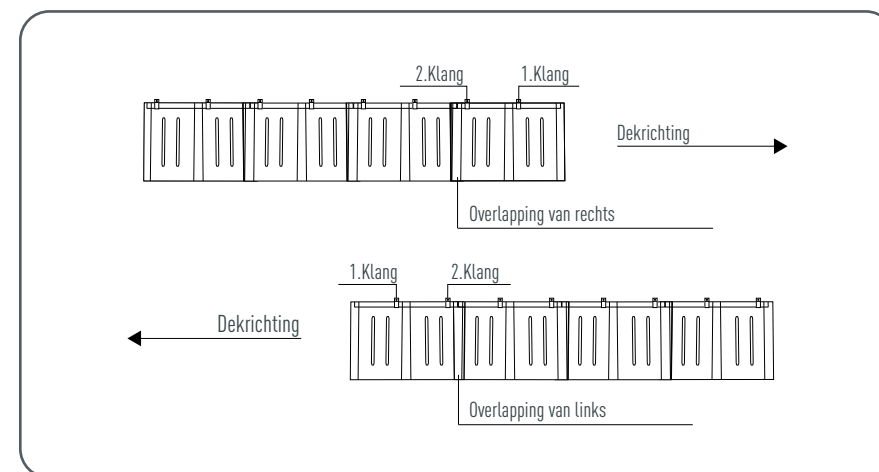 2.Klang
1.Klang
Dekrichting
Overlapping van rechts
1.Klang
2.Klang
Dekrichting
Overlapping van links